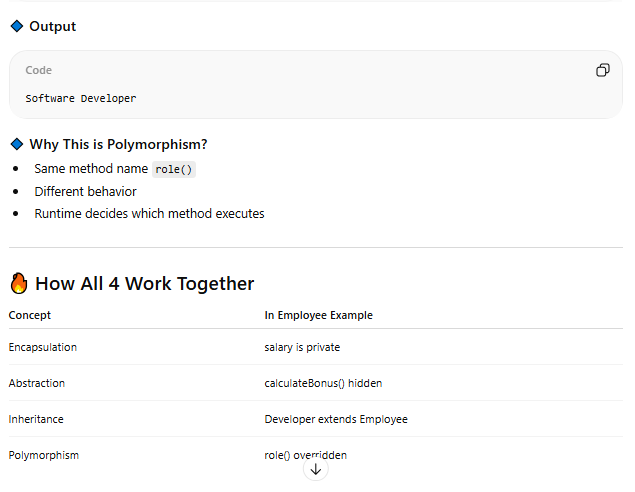 Output
Code
Software Developer
Why This is Polymorphism?
Same method name role()
Different behavior
Runtime decides which method executes
How All 4 Work Together
Concept In Employee Example
Encapsulation salary is private
Abstraction calculateBonus() hidden
Inheritance Developer extends Employee
Polymorphism role() overridden